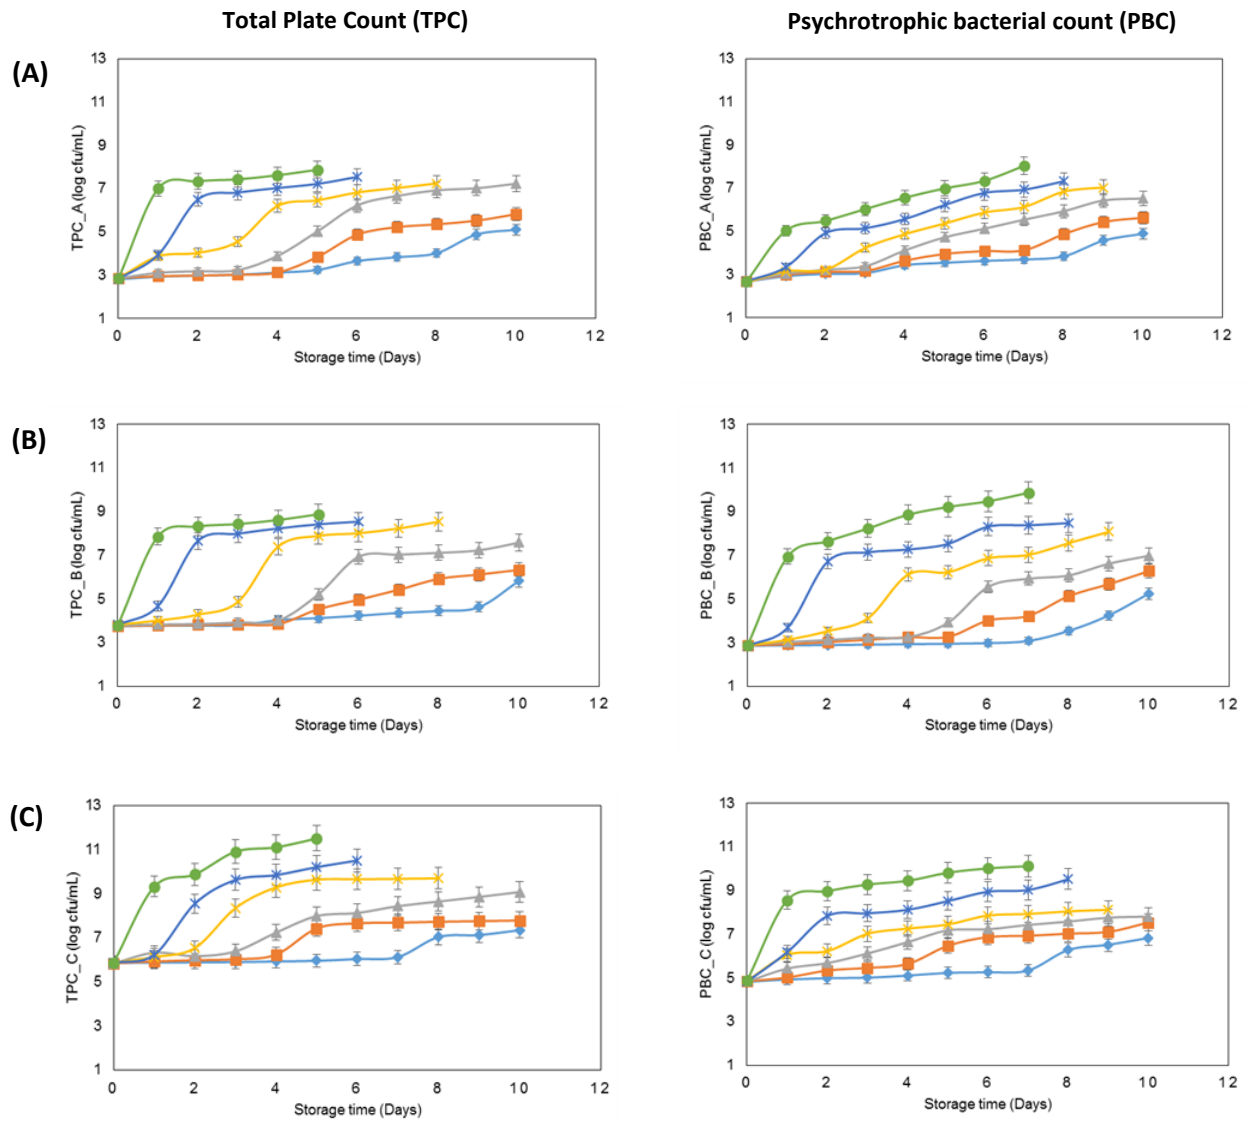 Total Plate Count (TPC)
Psychrotrophic bacterial count (PBC)
(A)
TPC_A (log cfu/mL)
13
11
9
7
5
3
1
0 2 4 6 8 10 12
Storage time (Days)
PBC_A (log cfu/mL)
13
11
9
7
5
3
1
0 2 4 6 8 10 12
Storage time (Days)
(B)
TPC_B (log cfu/mL)
13
11
9
7
5
3
1
0 2 4 6 8 10 12
Storage time (Days)
PBC_B (log cfu/mL)
13
11
9
7
5
3
1
0 2 4 6 8 10 12
Storage time (Days)
(C)
TPC_C (log cfu/mL)
13
11
9
7
5
3
1
0 2 4 6 8 10 12
Storage time (Days)
PBC_C (log cfu/mL)
13
11
9
7
5
3
1
0 2 4 6 8 10 12
Storage time (Days)